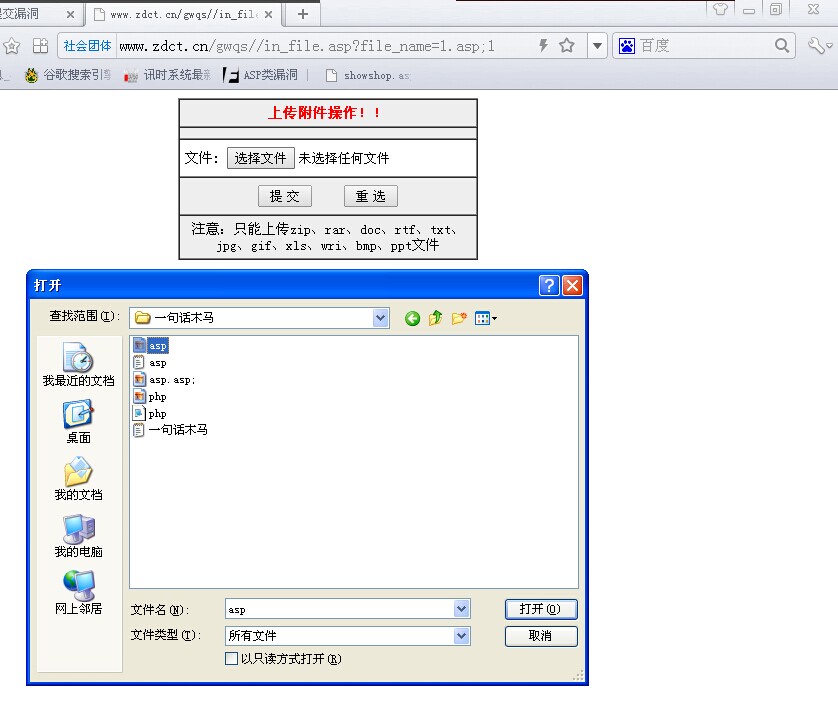 提交漏洞
www.zdct.cn/gwqs//in_fil
社会团体 www.zdct.cn/gwqs//in_file.asp?file_name=1.asp;1
百度
谷歌搜索引 讯时系统最 ASP类漏洞 showshop.as
上传附件操作！！
文件： 选择文件 未选择任何文件
提 交 重 选
注意：只能上传zip、rar、doc、rtf、txt、
jpg、gif、xls、wri、bmp、ppt文件
打开
查找范围(I): 一句话木马
asp
asp
asp.asp;
php
php
一句话木马
我最近的文档
桌面
我的文档
我的电脑
网上邻居
文件名(N): asp 打开(O)
文件类型(T): 所有文件 取消
以只读方式打开(R)